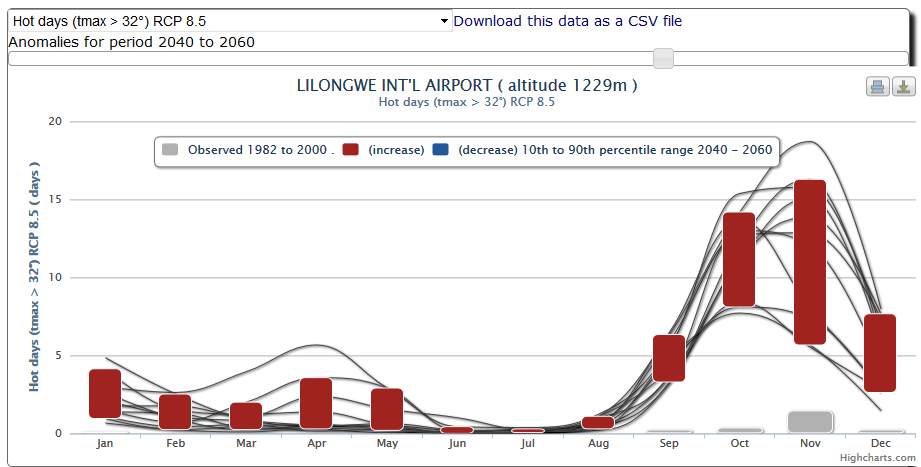 Hot days (tmax > 32°) RCP 8.5 Download this data as a CSV file
Anomalies for period 2040 to 2060
LILONGWE INT'L AIRPORT ( altitude 1229m )
Hot days (tmax > 32°) RCP 8.5
Observed 1982 to 2000 . (increase) (decrease) 10th to 90th percentile range 2040 - 2060
Hot days (tmax > 32°) RCP 8.5 ( days )
20
15
10
5
0
Jan Feb Mar Apr May Jun Jul Aug Sep Oct Nov Dec
Highcharts.com